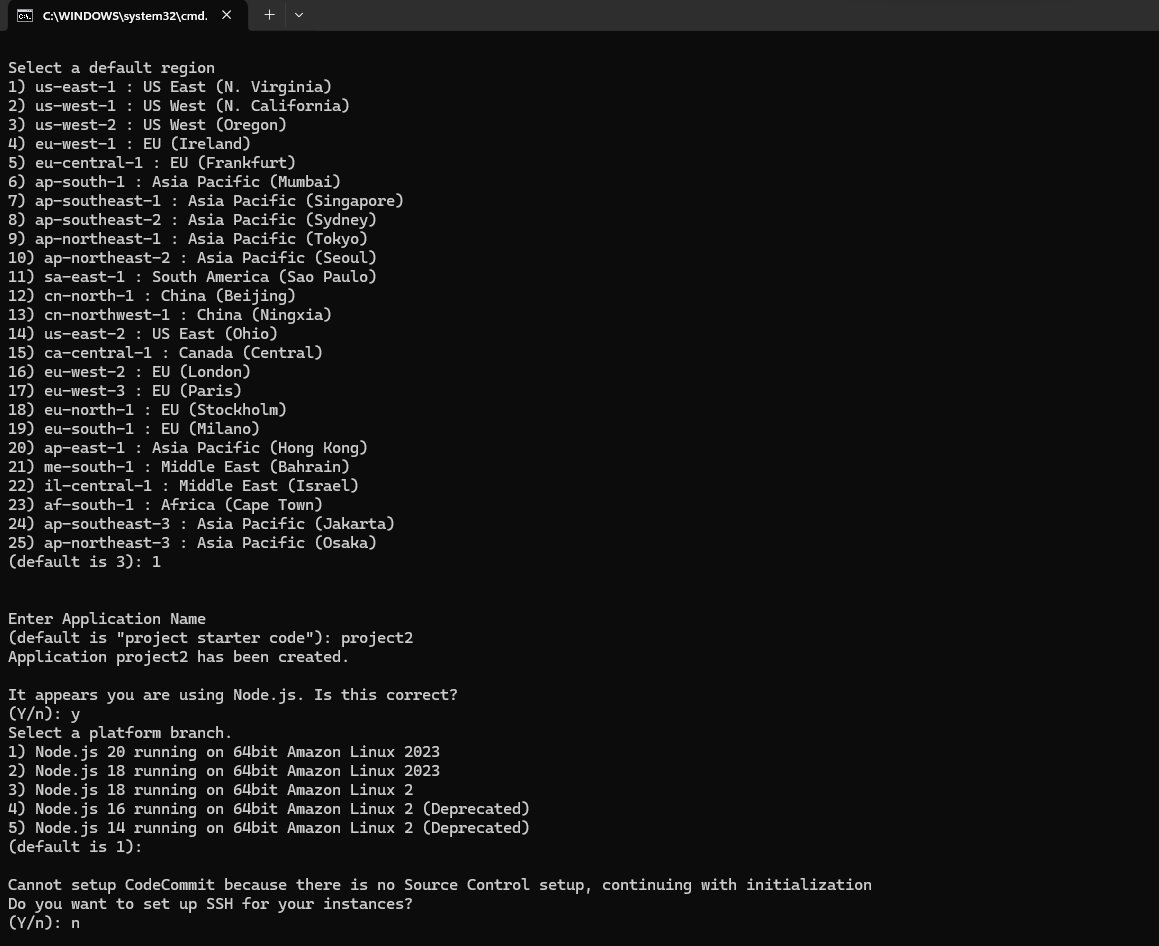 C:\WINDOWS\system32\cmd.
Select a default region
1) us-east-1 : US East (N. Virginia)
2) us-west-1 : US West (N. California)
3) us-west-2 : US West (Oregon)
4) eu-west-1 : EU (Ireland)
5) eu-central-1 : EU (Frankfurt)
6) ap-south-1 : Asia Pacific (Mumbai)
7) ap-southeast-1 : Asia Pacific (Singapore)
8) ap-southeast-2 : Asia Pacific (Sydney)
9) ap-northeast-1 : Asia Pacific (Tokyo)
10) ap-northeast-2 : Asia Pacific (Seoul)
11) sa-east-1 : South America (Sao Paulo)
12) cn-north-1 : China (Beijing)
13) cn-northwest-1 : China (Ningxia)
14) us-east-2 : US East (Ohio)
15) ca-central-1 : Canada (Central)
16) eu-west-2 : EU (London)
17) eu-west-3 : EU (Paris)
18) eu-north-1 : EU (Stockholm)
19) eu-south-1 : EU (Milano)
20) ap-east-1 : Asia Pacific (Hong Kong)
21) me-south-1 : Middle East (Bahrain)
22) il-central-1 : Middle East (Israel)
23) af-south-1 : Africa (Cape Town)
24) ap-southeast-3 : Asia Pacific (Jakarta)
25) ap-northeast-3 : Asia Pacific (Osaka)
(default is 3): 1
Enter Application Name
(default is "project starter code"): project2
Application project2 has been created.
It appears you are using Node.js. Is this correct?
(Y/n): y
Select a platform branch.
1) Node.js 20 running on 64bit Amazon Linux 2023
2) Node.js 18 running on 64bit Amazon Linux 2023
3) Node.js 18 running on 64bit Amazon Linux 2
4) Node.js 16 running on 64bit Amazon Linux 2 (Deprecated)
5) Node.js 14 running on 64bit Amazon Linux 2 (Deprecated)
(default is 1):
Cannot setup CodeCommit because there is no Source Control setup, continuing with initialization
Do you want to set up SSH for your instances?
(Y/n): n